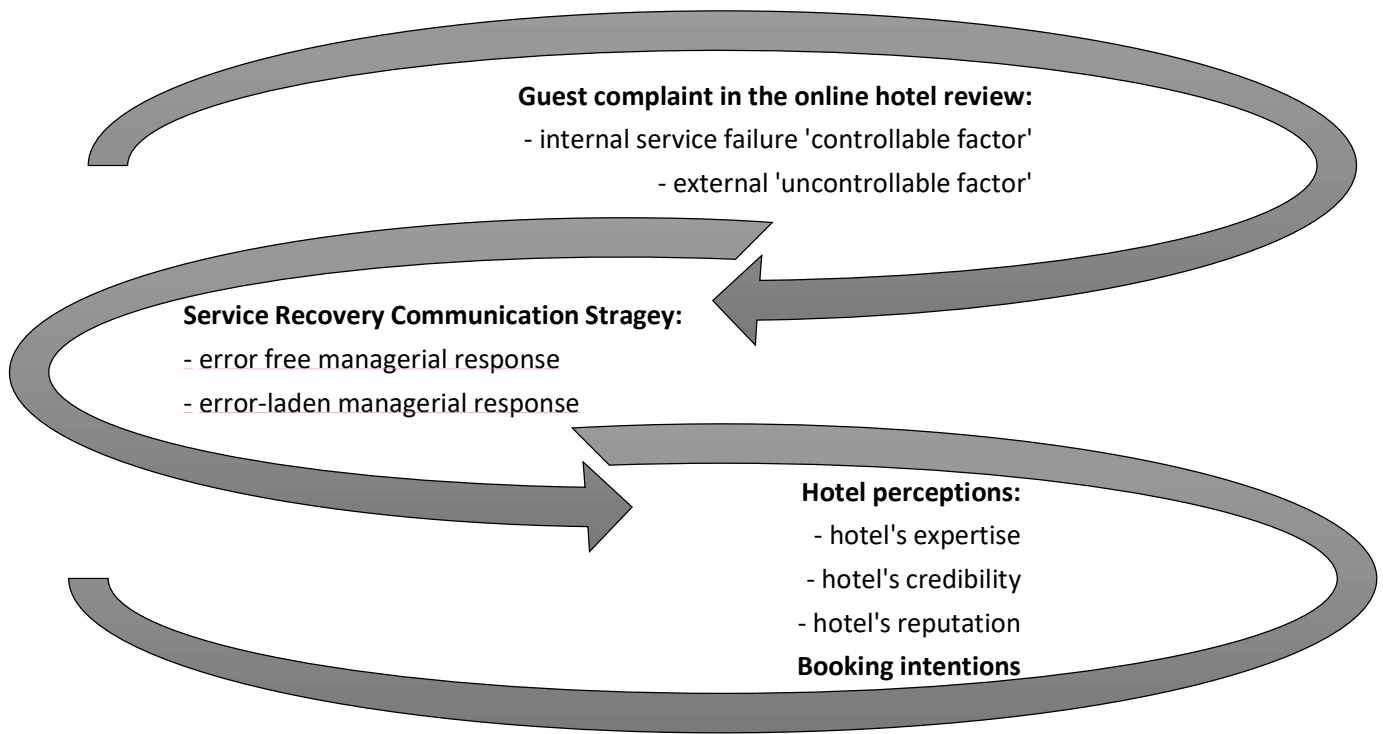 Guest complaint in the online hotel review:
- internal service failure 'controllable factor'
- external 'uncontrollable factor'
Service Recovery Communication Stragey:
- error free managerial response
- error-laden managerial response
Hotel perceptions:
- hotel's expertise
- hotel's credibility
- hotel's reputation
Booking intentions